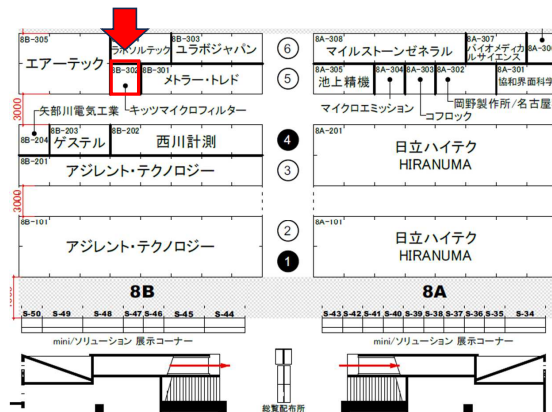 8B-305
エアーテック
ラボソルテック
8B-303
ユラボジャパン
8B-302
8B-301
メトラー・トレド
6
5
8A-308
マイルストーンゼネラル
8A-307
バイオメディカルサイエンス
8A-305
池上精機
8A-304
8A-303
8A-302
8A-301
協和界面科学
3000
矢部川電気工業
キッツマイクロフィルター
マイクロエミッション
コフロック
岡野製作所/名古屋
8B-204
8B-203
ゲステル
8B-202
西川計測
4
8A-201
日立ハイテク
HIRANUMA
8B-201
アジレント・テクノロジー
3
3000
8B-101
アジレント・テクノロジー
2
1
8A-101
日立ハイテク
HIRANUMA
8B
8A
S-50 S-49 S-48 S-47 S-46 S-45 S-44
S-43 S-42 S-41 S-40 S-39 S-38 S-37 S-36 S-35 S-34
mini/ソリューション 展示コーナー
mini/ソリューション 展示コーナー
総覧配布所